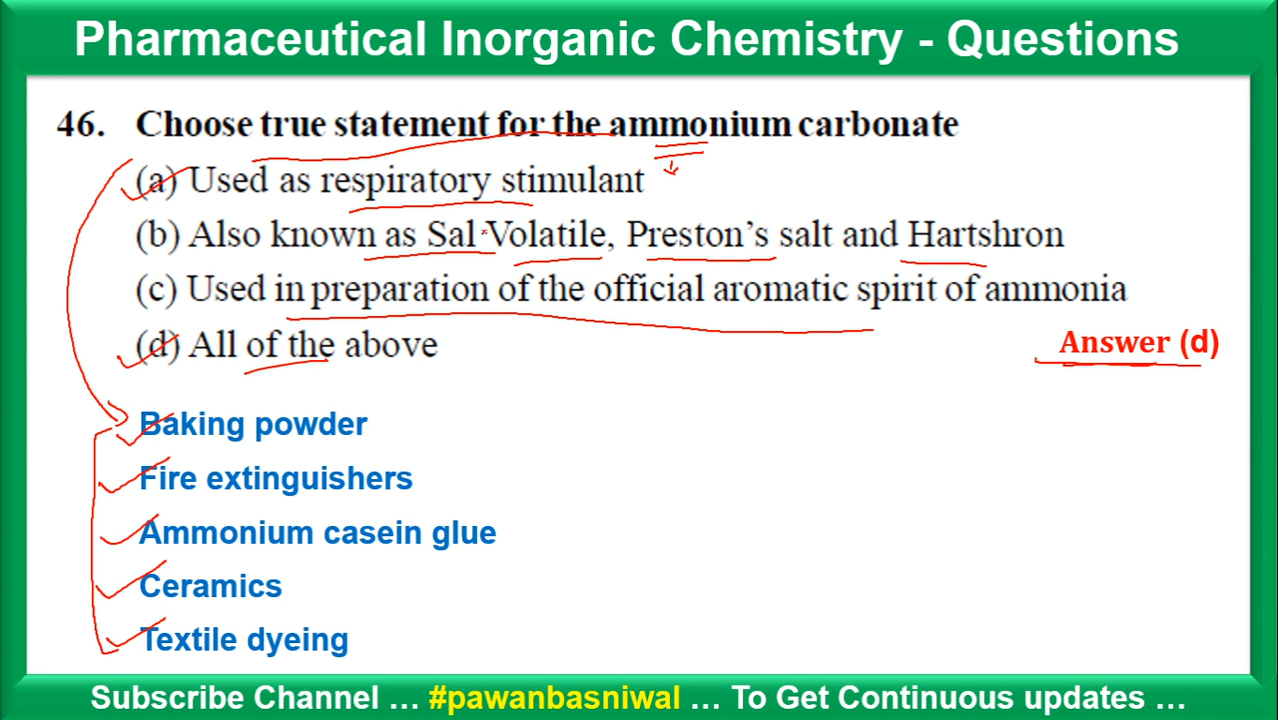 Pharmaceutical Inorganic Chemistry - Questions
46. Choose true statement for the ammonium carbonate
(a) Used as respiratory stimulant
(b) Also known as Sal Volatile, Preston's salt and Hartshron
(c) Used in preparation of the official aromatic spirit of ammonia
(d) All of the above
Answer (d)
Baking powder
Fire extinguishers
Ammonium casein glue
Ceramics
Textile dyeing
Subscribe Channel ... #pawanbasniwal ... To Get Continuous updates ...